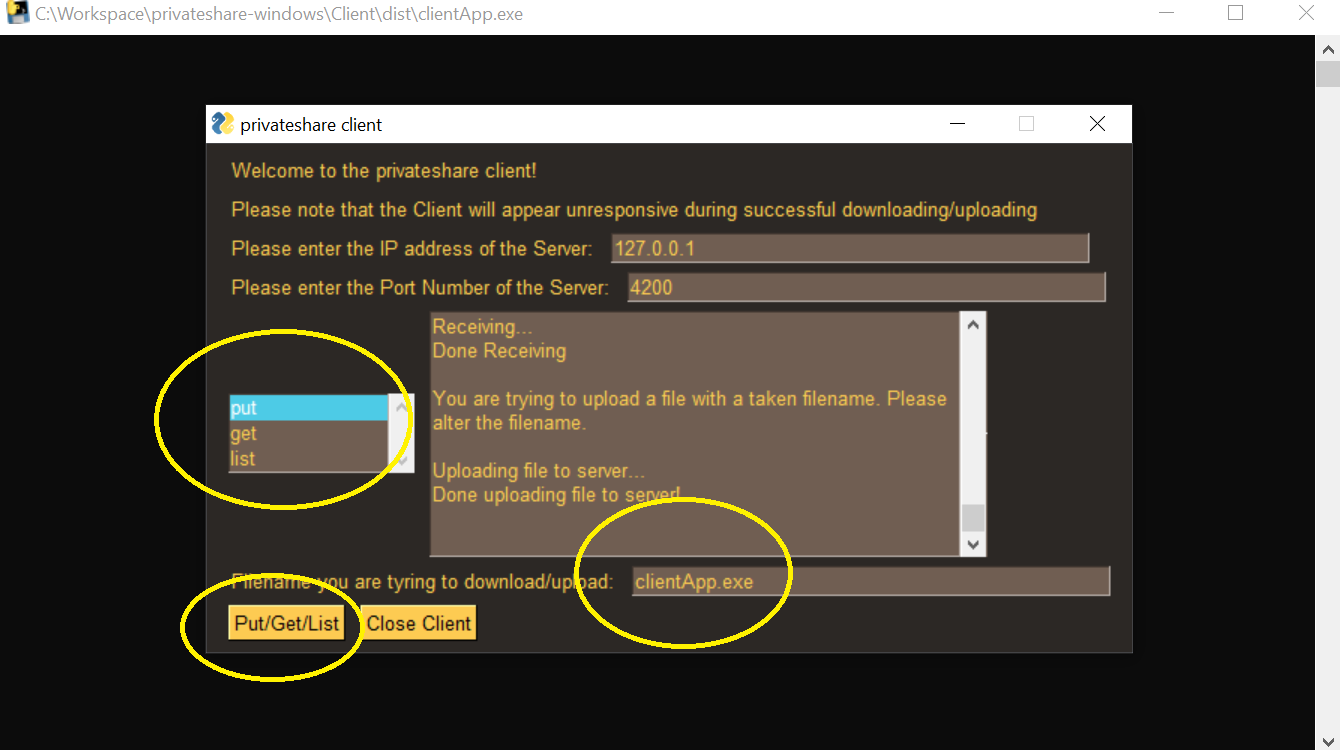 C:\Workspace\privateshare-windows\Client\dist\clientApp.exe
privateshare client
Welcome to the privateshare client!
Please note that the Client will appear unresponsive during successful downloading/uploading
Please enter the IP address of the Server: 127.0.0.1
Please enter the Port Number of the Server: 4200
Receiving...
Done Receiving
You are trying to upload a file with a taken filename. Please
alter the filename.
Uploading file to server...
Done uploading file to server!
put
get
list
Filename you are tyring to download/upload: clientApp.exe
Put/Get/List Close Client